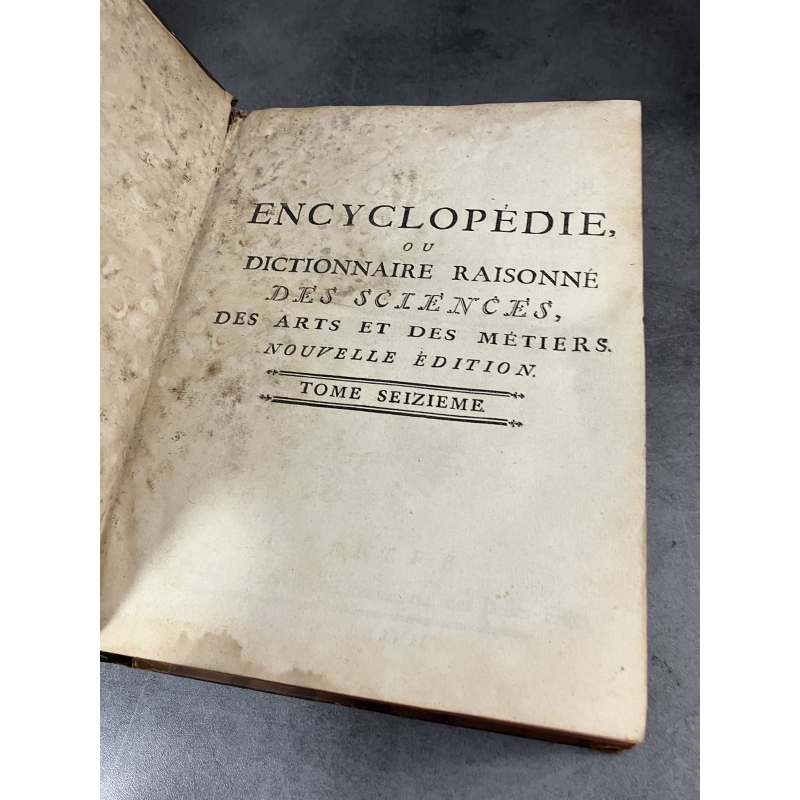 ENCYCLOPÉDIE,
OU
DICTIONNAIRE RAISONNÉ
DES SCIENCES,
DES ARTS ET DES MÉTIERS.
NOUVELLE ÉDITION.
TOME SEIZIEME.